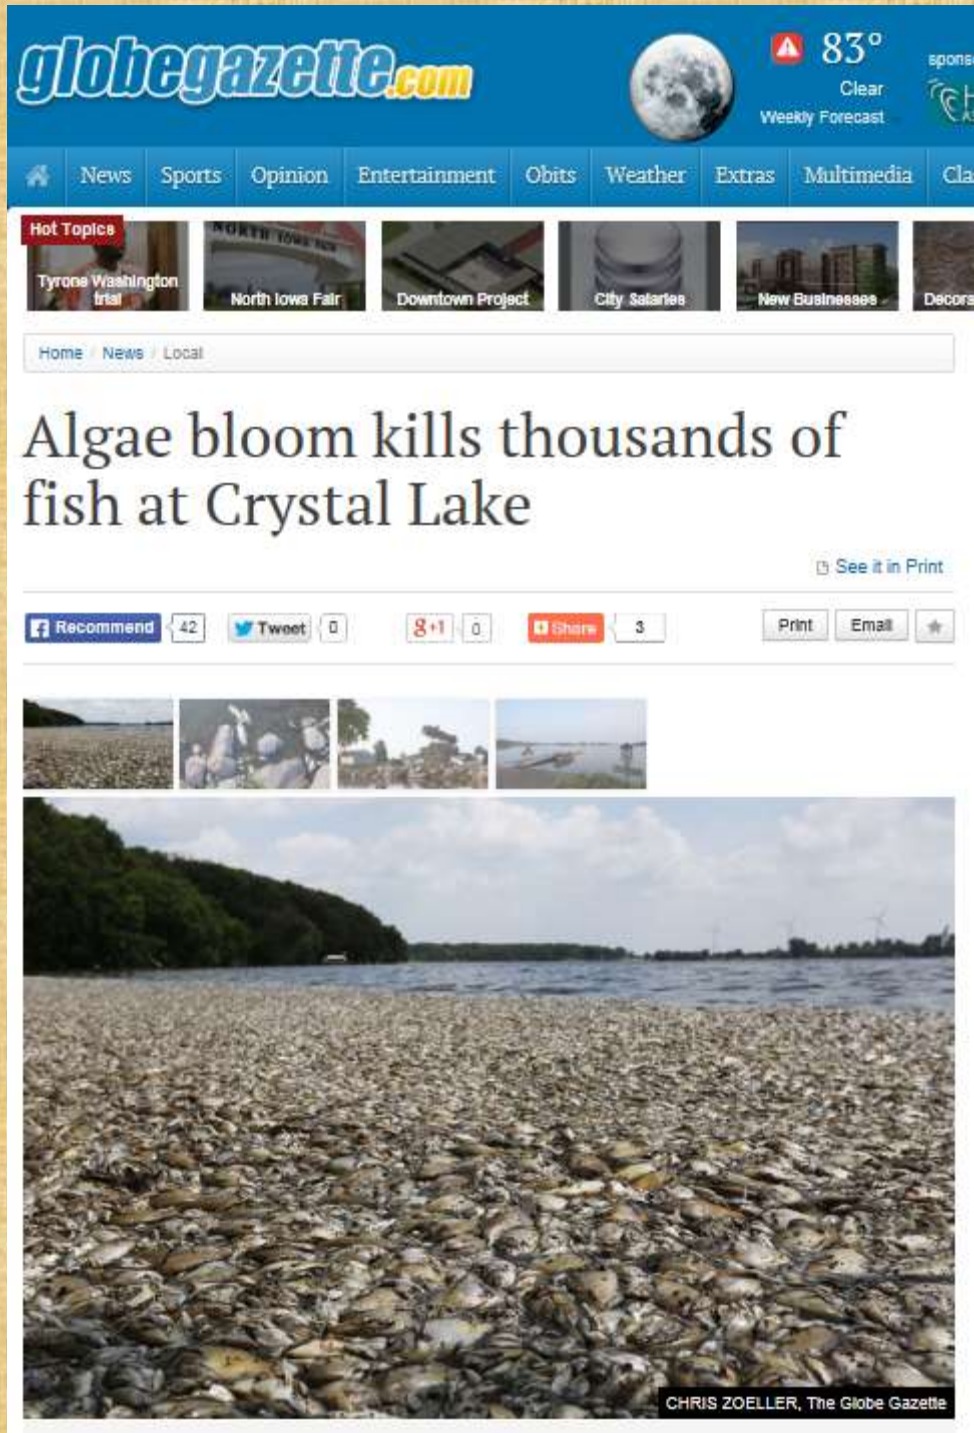 globegazette.com
83°
Clear
Weekly Forecast
News Sports Opinion Entertainment Obits Weather Extras Multimedia
Hot Topics
Tyrone Washington
trial
NORTH IOWA FAIR
North Iowa Fair
Downtown Project
City Salaries
New Businesses
Home / News / Local
Algae bloom kills thousands of
fish at Crystal Lake
See it in Print
Recommend 42 Tweet 0 g+1 0 Share 3 Print Email
CHRIS ZOELLER, The Globe Gazette